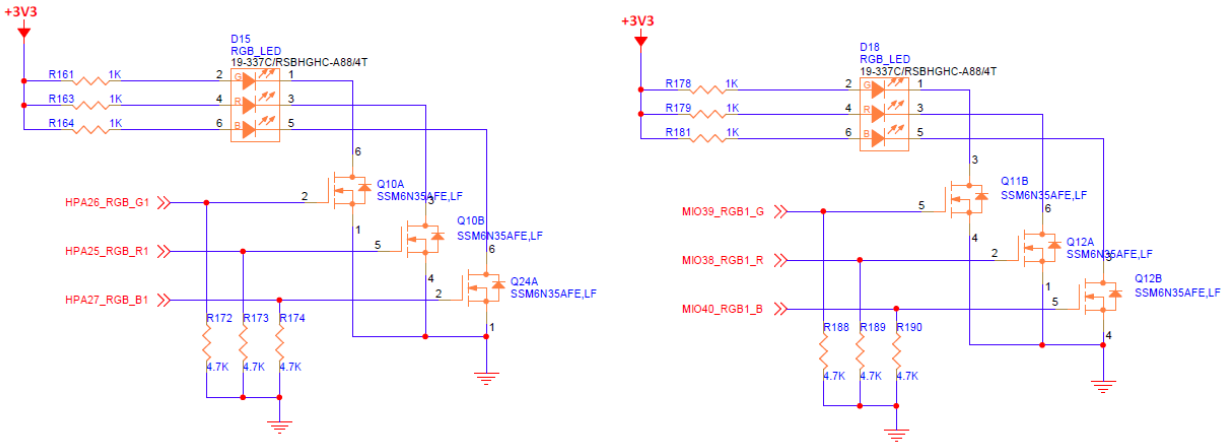 +3V3
D15
RGB_LED
19-337C/RSBHGHC-A88/4T
R161 1K 2 G 1
R163 1K 4 R 3
R164 1K 6 B 5
6
Q10A
SSM6N35AFE,LF
HPA26_RGB_G1 2
1
3
Q10B
SSM6N35AFE,LF
HPA25_RGB_R1 5
4
6
Q24A
SSM6N35AFE,LF
HPA27_RGB_B1 2
1
R172 R173 R174
4.7K 4.7K 4.7K
+3V3
D18
RGB_LED
19-337C/RSBHGHC-A88/4T
R178 1K 2 G 1
R179 1K 4 R 3
R181 1K 6 B 5
3
Q11B
SSM6N35AFE,LF
MIO39_RGB1_G 5
4
6
Q12A
SSM6N35AFE,LF
MIO38_RGB1_R 2
1
3
Q12B
SSM6N35AFE,LF
MIO40_RGB1_B 5
4
R188 R189 R190
4.7K 4.7K 4.7K